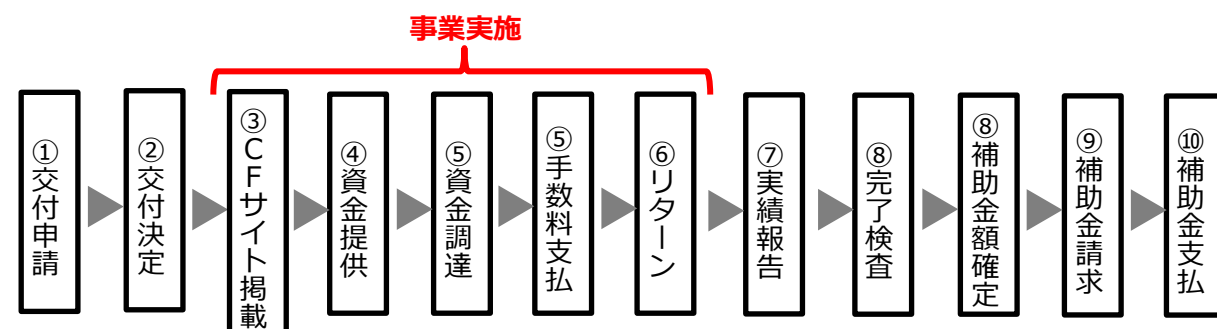 事業実施
①交付申請
②交付決定
③CFサイト掲載
④資金提供
⑤資金調達
⑤手数料支払
⑥リターン
⑦実績報告
⑧完了検査
⑧補助金額確定
⑨補助金請求
⑩補助金支払